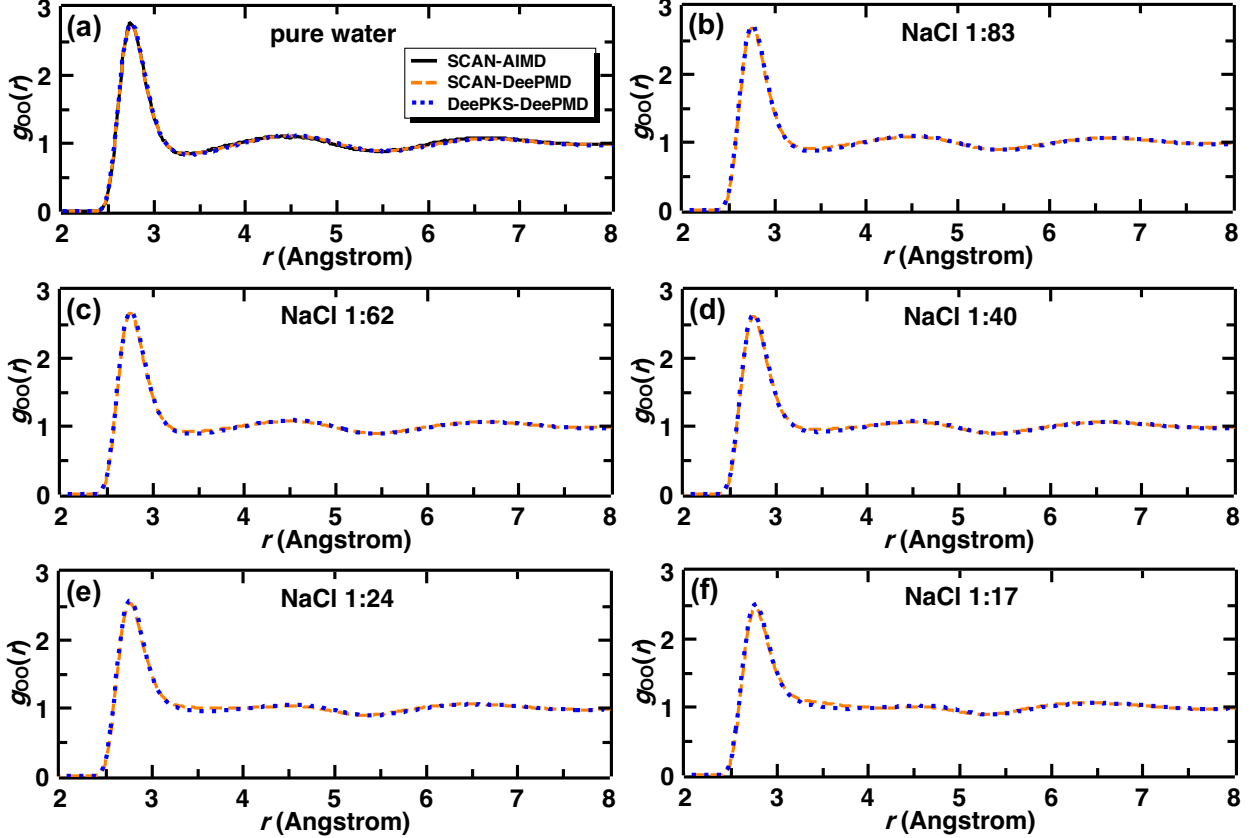 (a)
pure water
SCAN-AIMD
SCAN-DeePMD
DeePKS-DeePMD
3
2
1
0
gOO(r)
2 3 4 5 6 7 8
r (Angstrom)
(b)
NaCl 1:83
3
2
1
0
gOO(r)
2 3 4 5 6 7 8
r (Angstrom)
(c)
NaCl 1:62
3
2
1
0
gOO(r)
2 3 4 5 6 7 8
r (Angstrom)
(d)
NaCl 1:40
3
2
1
0
gOO(r)
2 3 4 5 6 7 8
r (Angstrom)
(e)
NaCl 1:24
3
2
1
0
gOO(r)
2 3 4 5 6 7 8
r (Angstrom)
(f)
NaCl 1:17
3
2
1
0
gOO(r)
2 3 4 5 6 7 8
r (Angstrom)